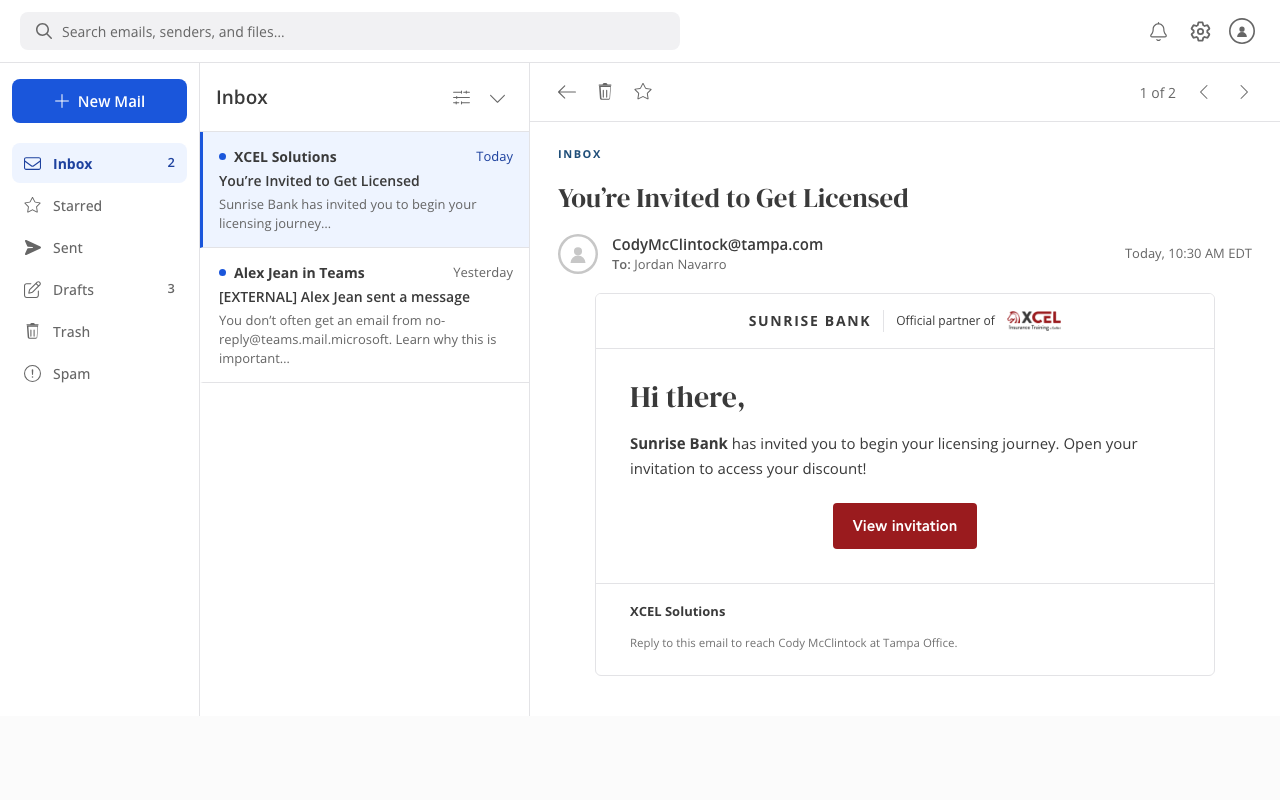 Search emails, senders, and files...
New Mail
Inbox 2
Starred
Sent
Drafts 3
Trash
Spam
Inbox
XCEL Solutions Today
You’re Invited to Get Licensed
Sunrise Bank has invited you to begin your
licensing journey...
Alex Jean in Teams Yesterday
[EXTERNAL] Alex Jean sent a message
You don’t often get an email from no-
reply@teams.mail.microsoft. Learn why this is
important...
1 of 2
INBOX
You’re Invited to Get Licensed
CodyMcClintock@tampa.com
To: Jordan Navarro
Today, 10:30 AM EDT
SUNRISE BANK Official partner of XCEL
Insurance Training
Hi there,
Sunrise Bank has invited you to begin your licensing journey. Open your
invitation to access your discount!
View invitation
XCEL Solutions
Reply to this email to reach Cody McClintock at Tampa Office.